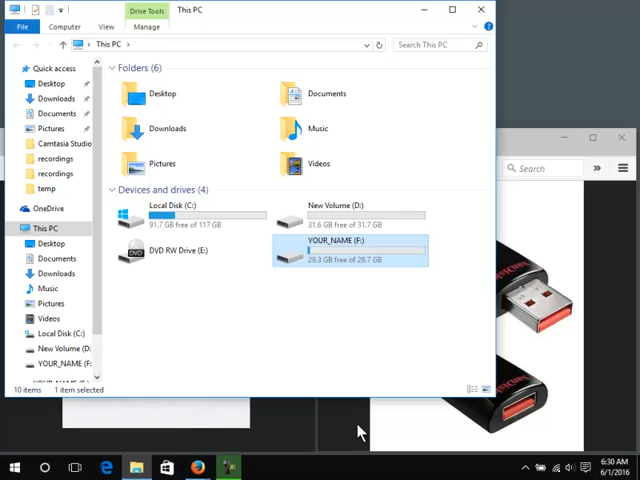 Drive Tools
This PC
File
Computer
View
Manage
This PC
Search This PC
Quick access
Desktop
Downloads
Documents
Pictures
Camtasia Studio
recordings
recordings
temp
OneDrive
This PC
Desktop
Documents
Downloads
Music
Pictures
Videos
Local Disk (C:)
New Volume (D:
YOUR_NAME (F:
Folders (6)
Desktop
Documents
Downloads
Music
Pictures
Videos
Devices and drives (4)
Local Disk (C:)
91.7 GB free of 117 GB
New Volume (D:)
31.6 GB free of 31.7 GB
DVD
DVD RW Drive (E:)
YOUR_NAME (F:)
29.3 GB free of 29.7 GB
10 items
1 item selected
Search
SanDisk
SanDisk
6:30 AM
6/1/2016